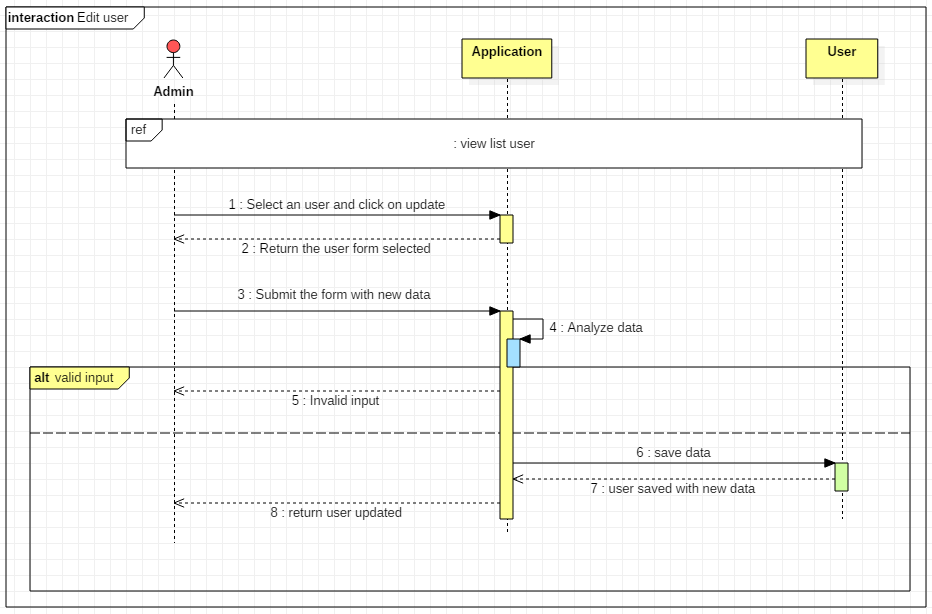 interaction Edit user
Application
User
Admin
ref
: view list user
1 : Select an user and click on update
2 : Return the user form selected
3 : Submit the form with new data
4 : Analyze data
alt valid input
5 : Invalid input
6 : save data
7 : user saved with new data
8 : return user updated